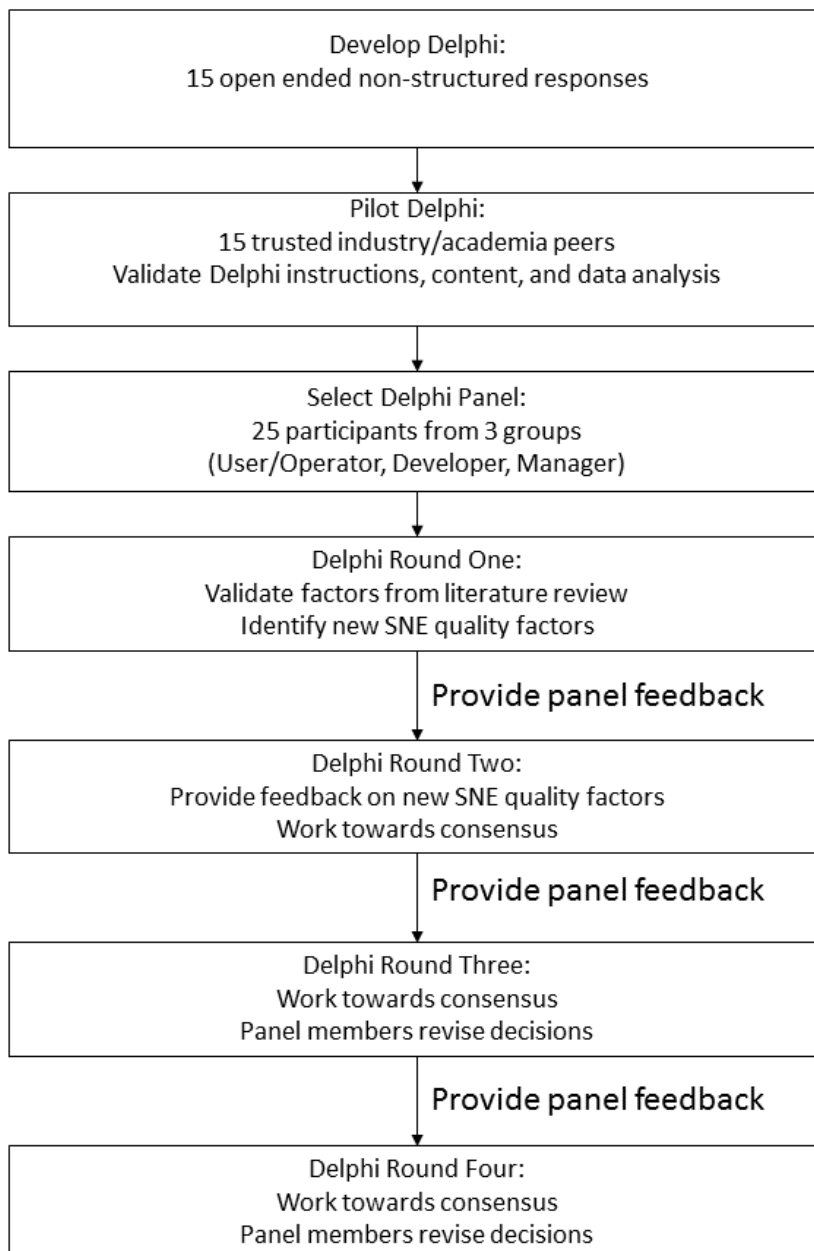 Develop Delphi:
15 open ended non-structured responses
Pilot Delphi:
15 trusted industry/academia peers
Validate Delphi instructions, content, and data analysis
Select Delphi Panel:
25 participants from 3 groups
(User/Operator, Developer, Manager)
Delphi Round One:
Validate factors from literature review
Identify new SNE quality factors
Provide panel feedback
Delphi Round Two:
Provide feedback on new SNE quality factors
Work towards consensus
Provide panel feedback
Delphi Round Three:
Work towards consensus
Panel members revise decisions
Provide panel feedback
Delphi Round Four:
Work towards consensus
Panel members revise decisions